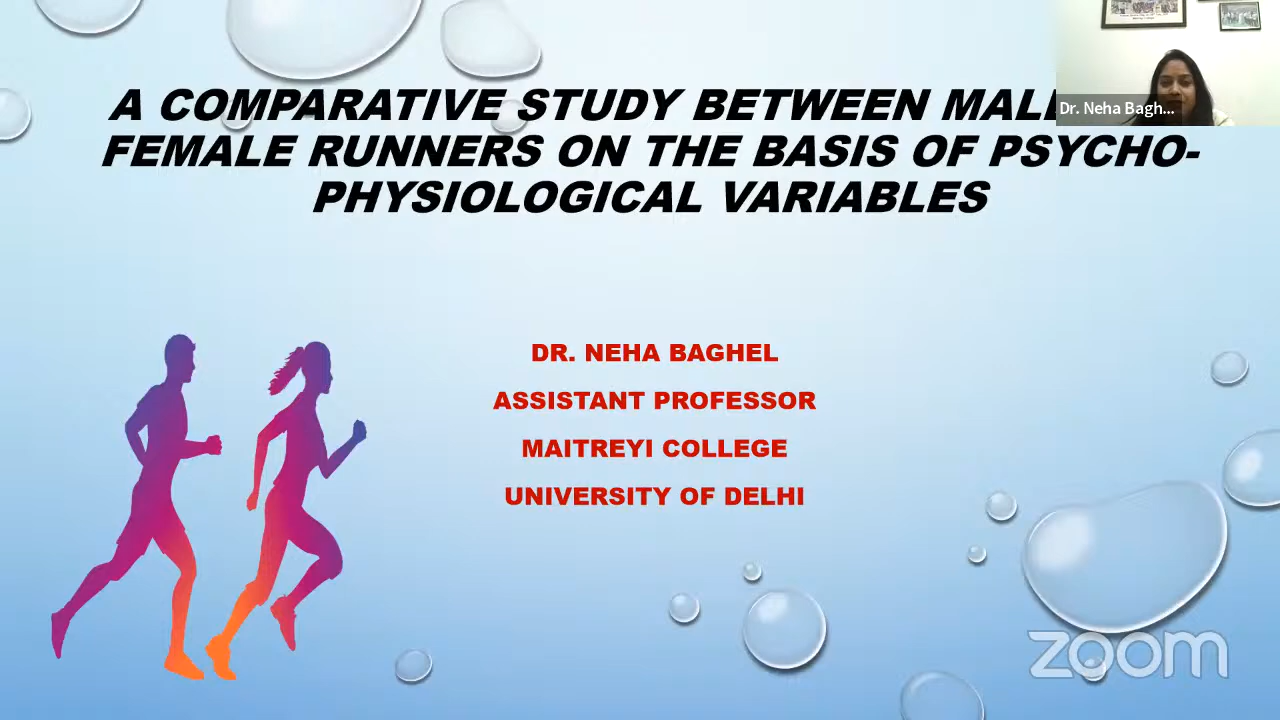 A COMPARATIVE STUDY BETWEEN MAL
FEMALE RUNNERS ON THE BASIS OF PSYCHO-
PHYSIOLOGICAL VARIABLES
Dr. Neha Bagh...
DR. NEHA BAGHEL
ASSISTANT PROFESSOR
MAITREYI COLLEGE
UNIVERSITY OF DELHI
zoom